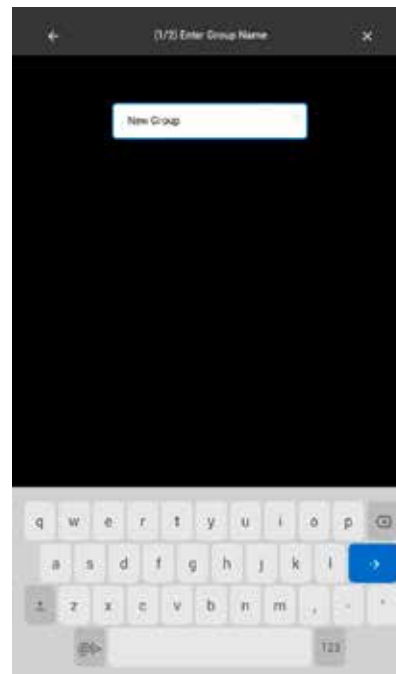 (1/2) Enter Group Name
New Group
q w e r t y u i o p
a s d f g h j k l
z x c v b n m ,
123